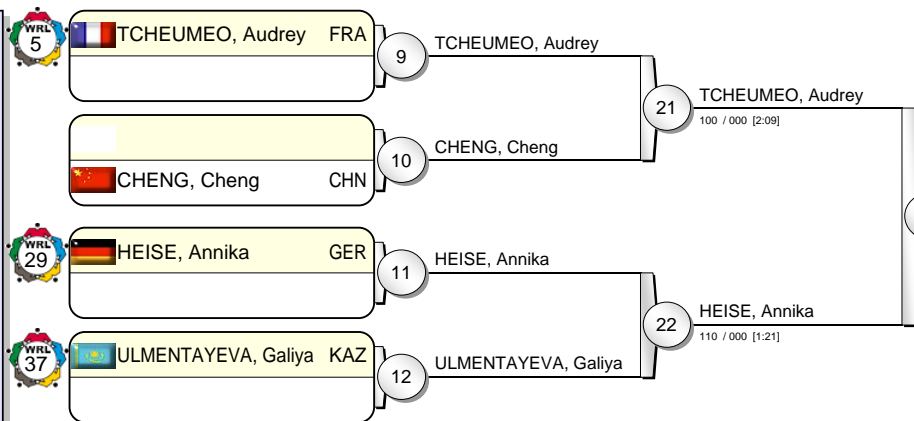 WRL
5
TCHEUMEO, Audrey FRA
9
TCHEUMEO, Audrey
21
TCHEUMEO, Audrey
100 / 000 [2:09]
CHENG, Cheng CHN
10
CHENG, Cheng
WRL
29
HEISE, Annika GER
11
HEISE, Annika
22
HEISE, Annika
110 / 000 [1:21]
WRL
37
ULMENTAYEVA, Galiya KAZ
12
ULMENTAYEVA, Galiya